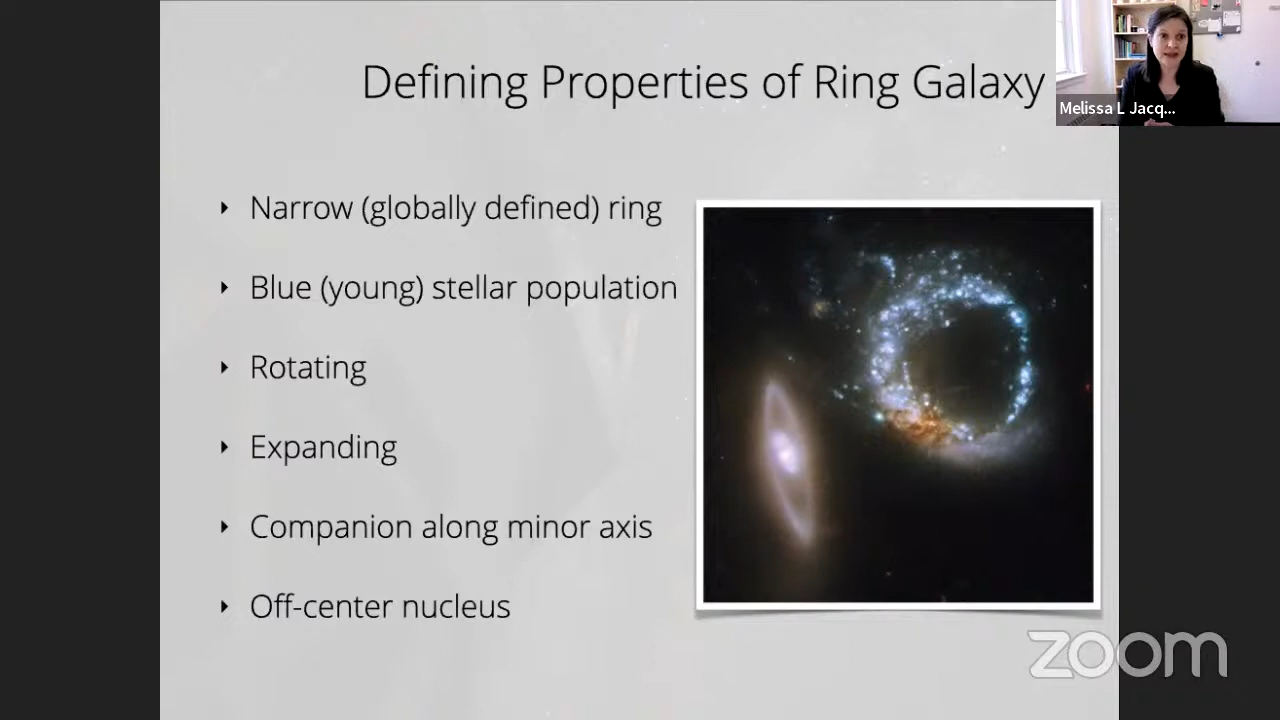 Defining Properties of Ring Galaxy
Melissa L Jacq...
Narrow (globally defined) ring
Blue (young) stellar population
Rotating
Expanding
Companion along minor axis
Off-center nucleus
zoom